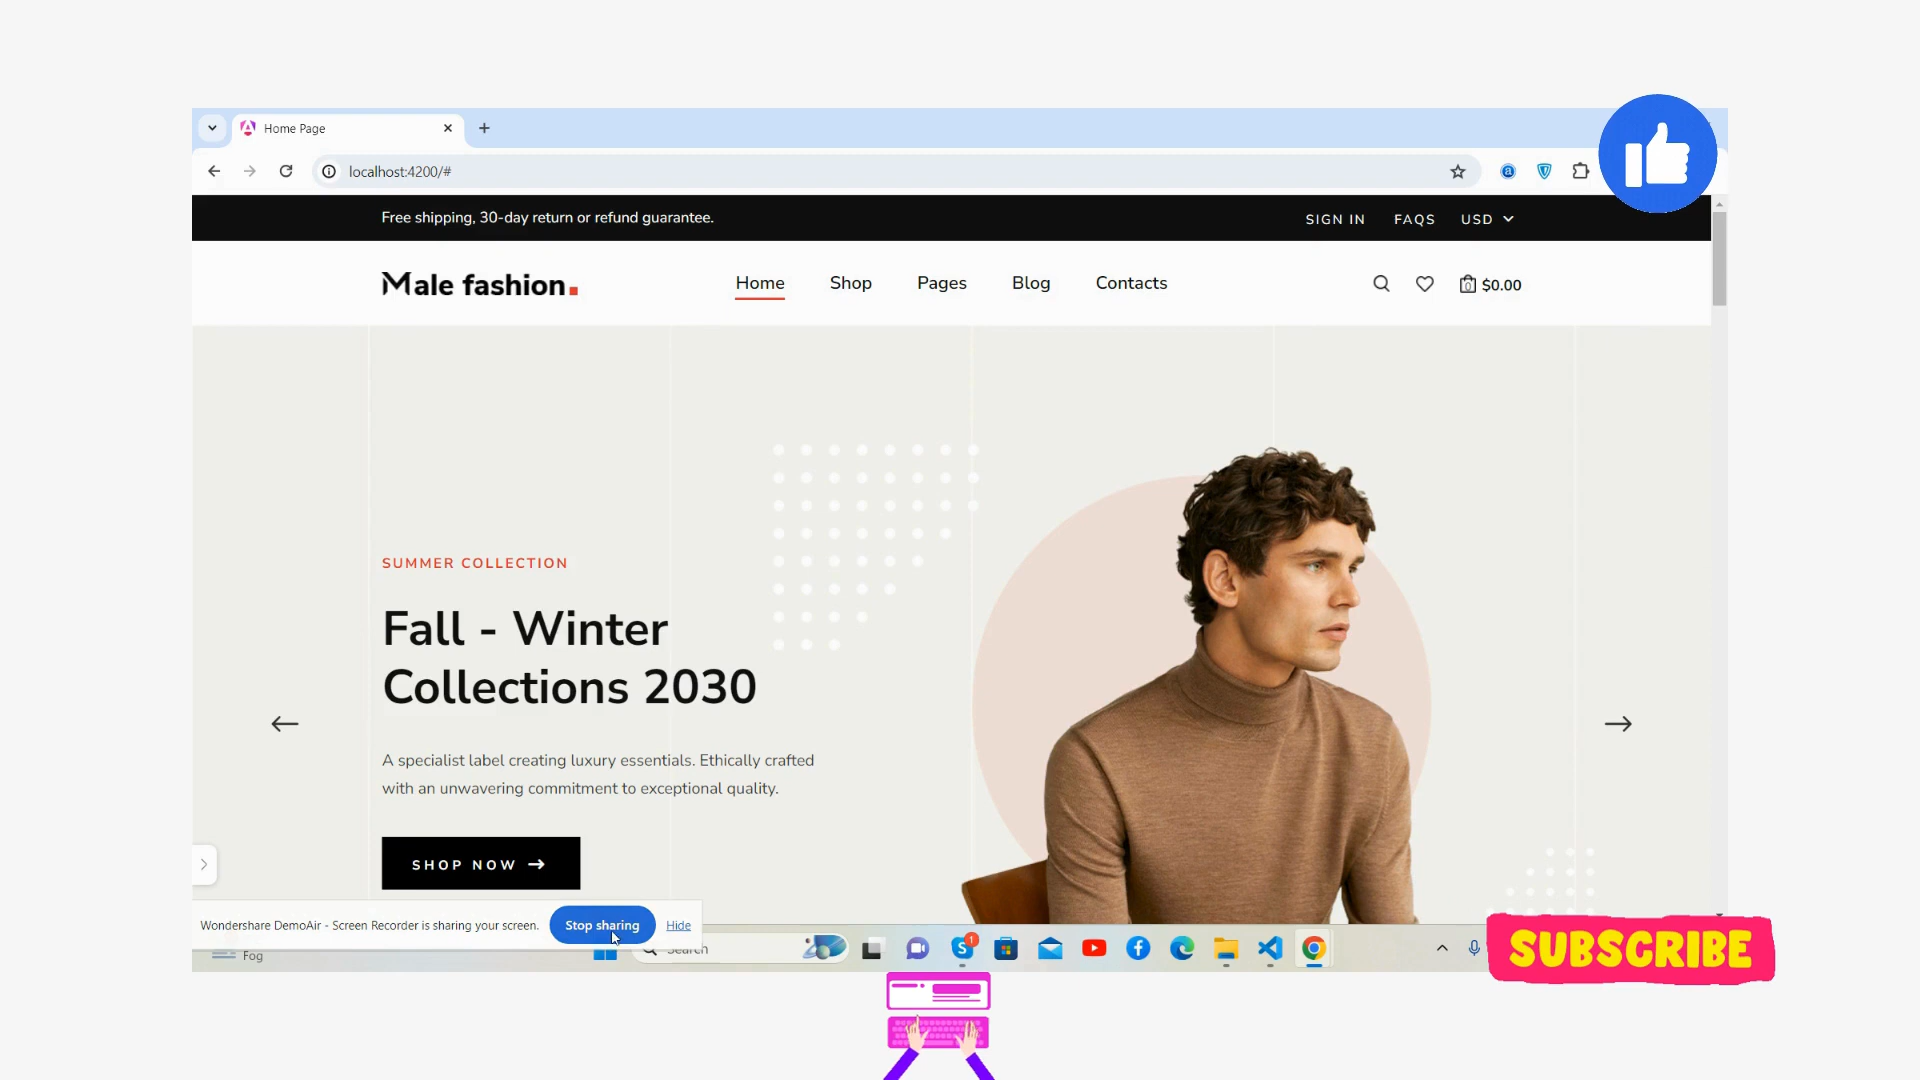 Home Page
localhost:4200/#
Free shipping, 30-day return or refund guarantee.
SIGN IN
FAQS
USD
Male fashion.
Home
Shop
Pages
Blog
Contacts
0
$0.00
SUMMER COLLECTION
Fall - Winter
Collections 2030
A specialist label creating luxury essentials. Ethically crafted
with an unwavering commitment to exceptional quality.
SHOP NOW
Wondershare DemoAir - Screen Recorder is sharing your screen.
Stop sharing
Hide
Fog
Search
1
SUBSCRIBE